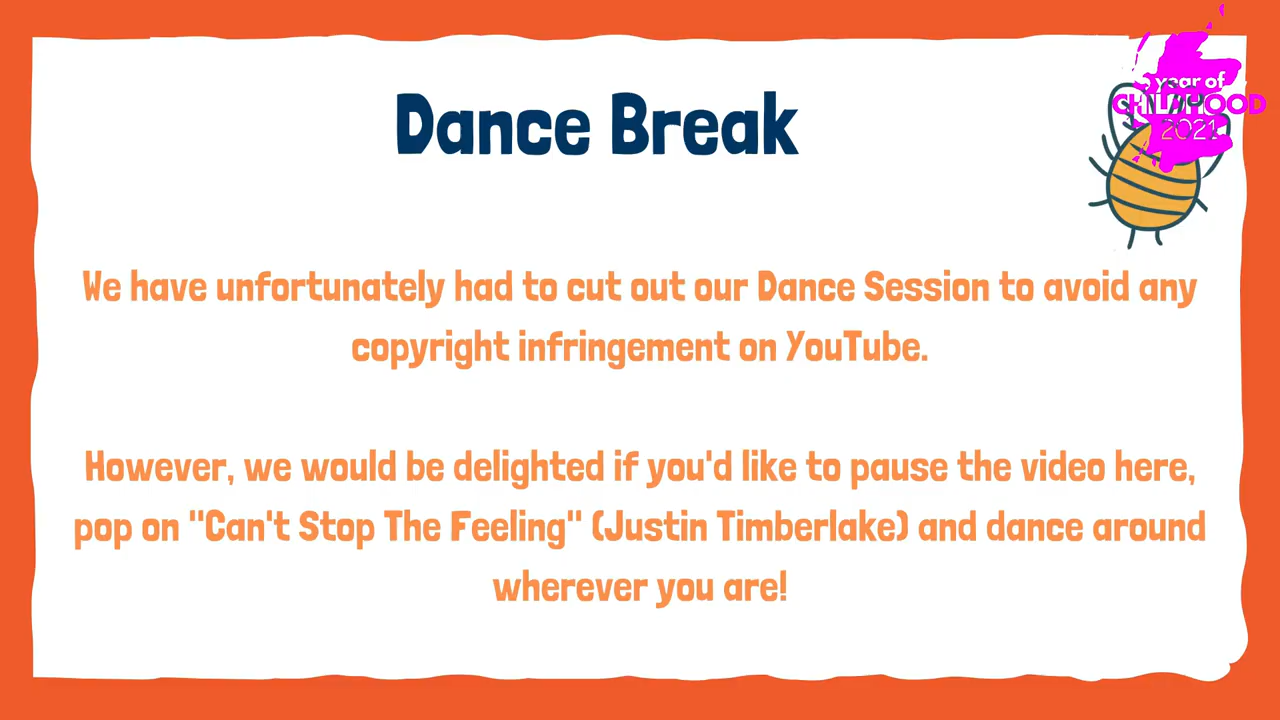 year of
CHILDHOOD
2021
Dance Break
We have unfortunately had to cut out our Dance Session to avoid any
copyright infringement on YouTube.
However, we would be delighted if you'd like to pause the video here,
pop on "Can't Stop The Feeling" (Justin Timberlake) and dance around
wherever you are!